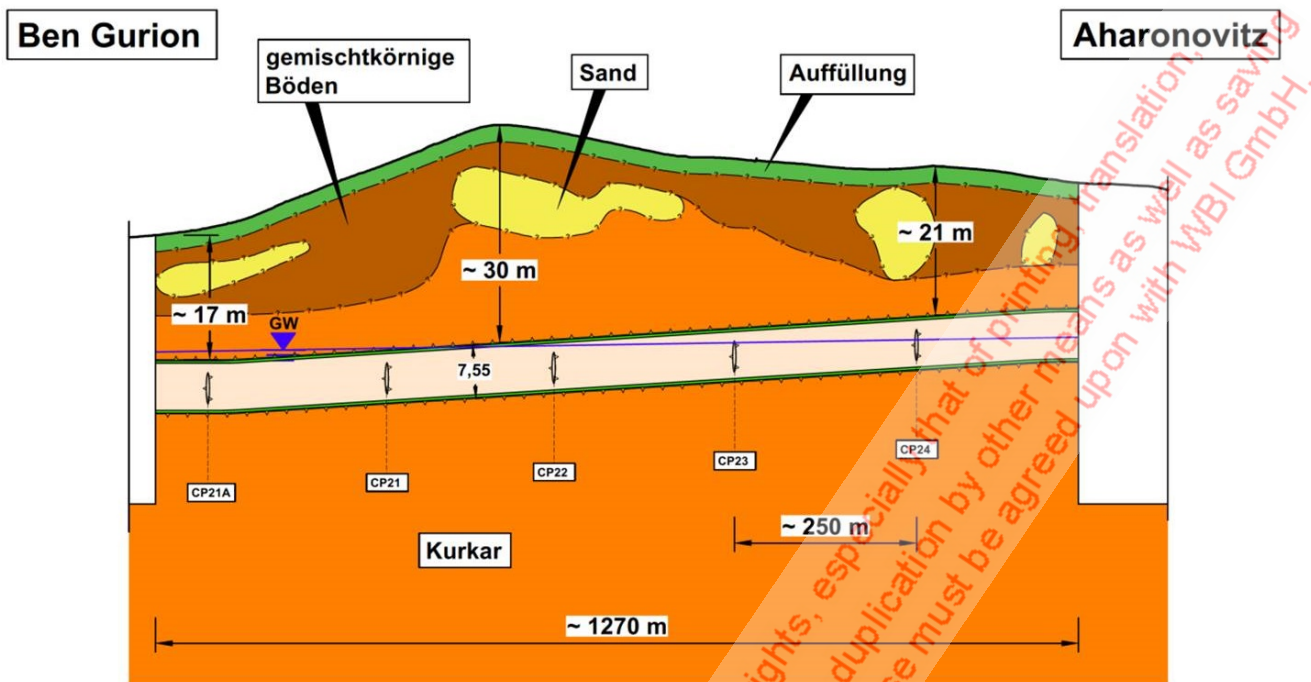 Ben Gurion
Aharonovitz
gemischtkörnige
Böden
Sand
Auffüllung
~ 17 m
~ 30 m
~ 21 m
GW
7,55
CP21A
CP21
CP22
CP23
CP24
~ 250 m
Kurkar
~ 1270 m
ights, especially that of printing, translation,
duplication by other means as well as saving
se must be agreed upon with WBI GmbH.